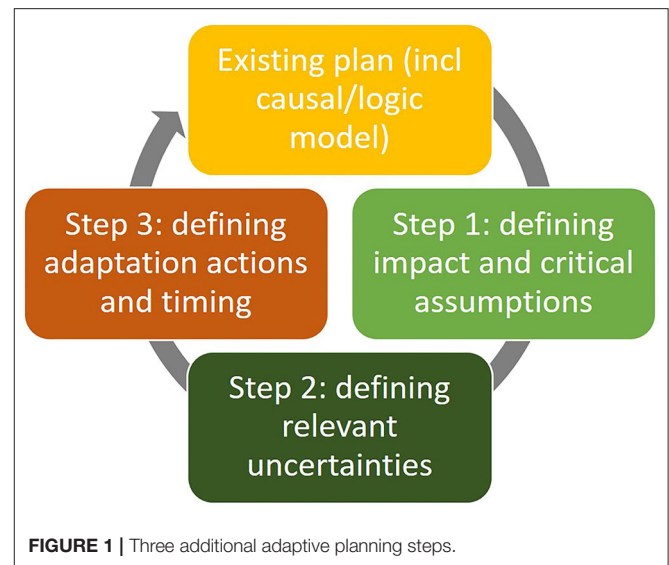 Existing plan (incl
causal/logic
model)
Step 1: defining
impact and critical
assumptions
Step 2: defining
relevant
uncertainties
Step 3: defining
adaptation actions
and timing
FIGURE 1 | Three additional adaptive planning steps.